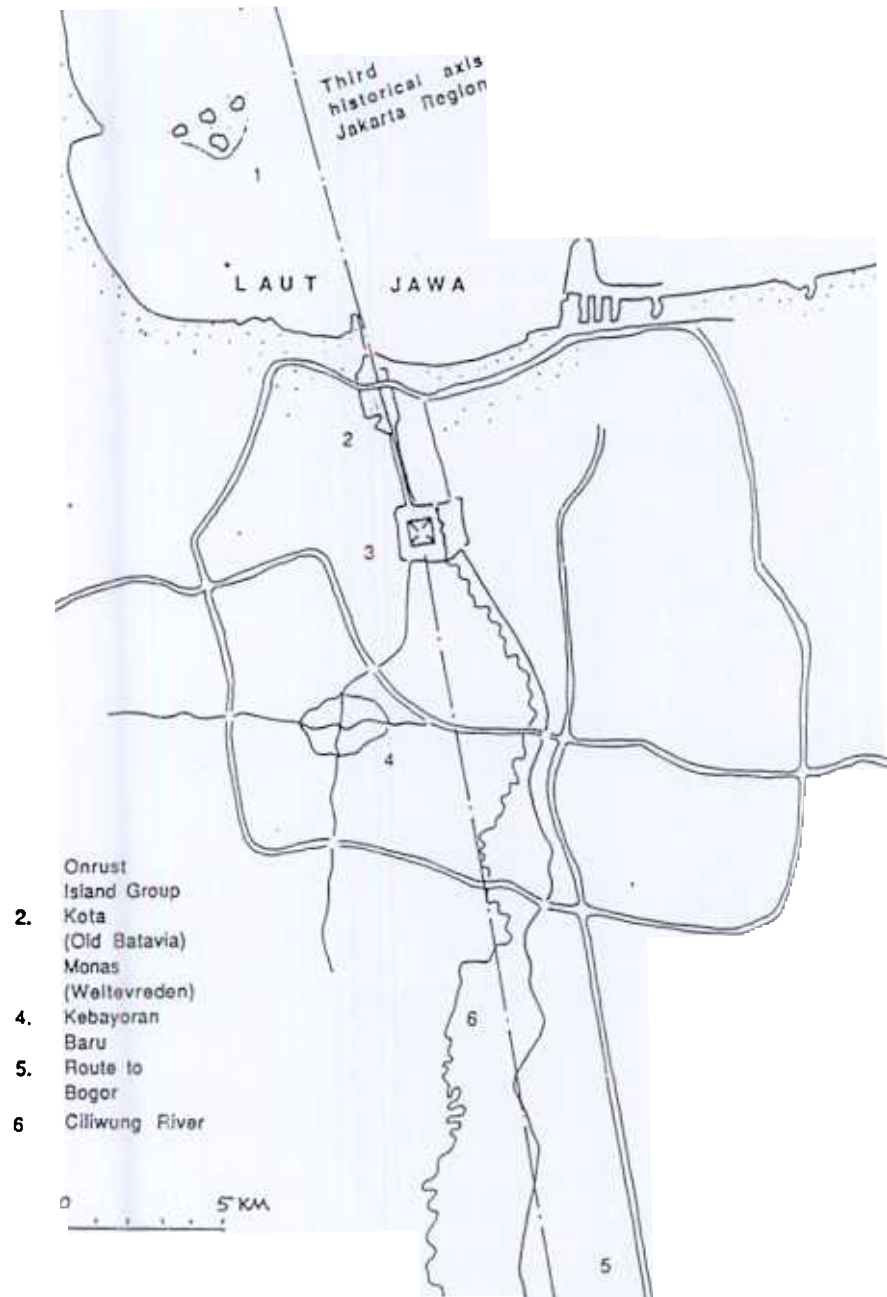 Third
historical axis
Jakarta Region
1
LAUT JAWA
2
3
4
Onrust
Island Group
2. Kota
(Old Batavia)
Monas
(Weltevreden)
4. Kebayoran
Baru
5. Route to
Bogor
6 Ciliwung River
6
0 5 KM
5